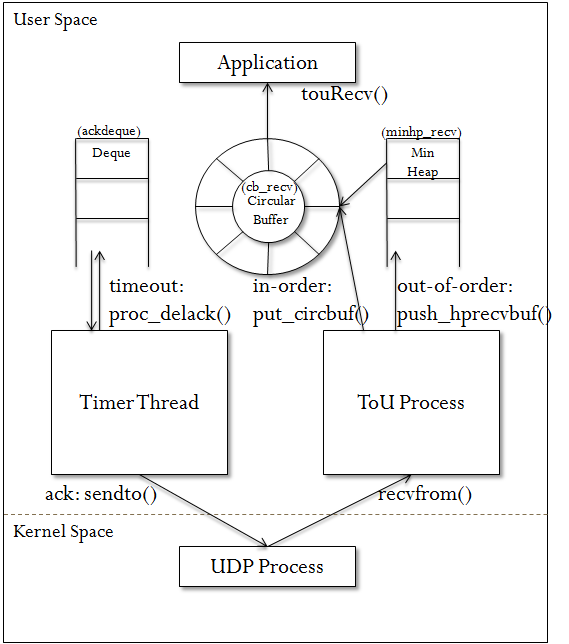 User Space
Application
touRecv()
(ackdeque)
Deque
(cb_recv)
Circular
Buffer
(minhp_recv)
Min
Heap
timeout:
proc_delack()
in-order:
put_circbuf()
out-of-order:
push_hprecvbuf()
Timer Thread
ToU Process
ack: sendto()
recvfrom()
Kernel Space
UDP Process